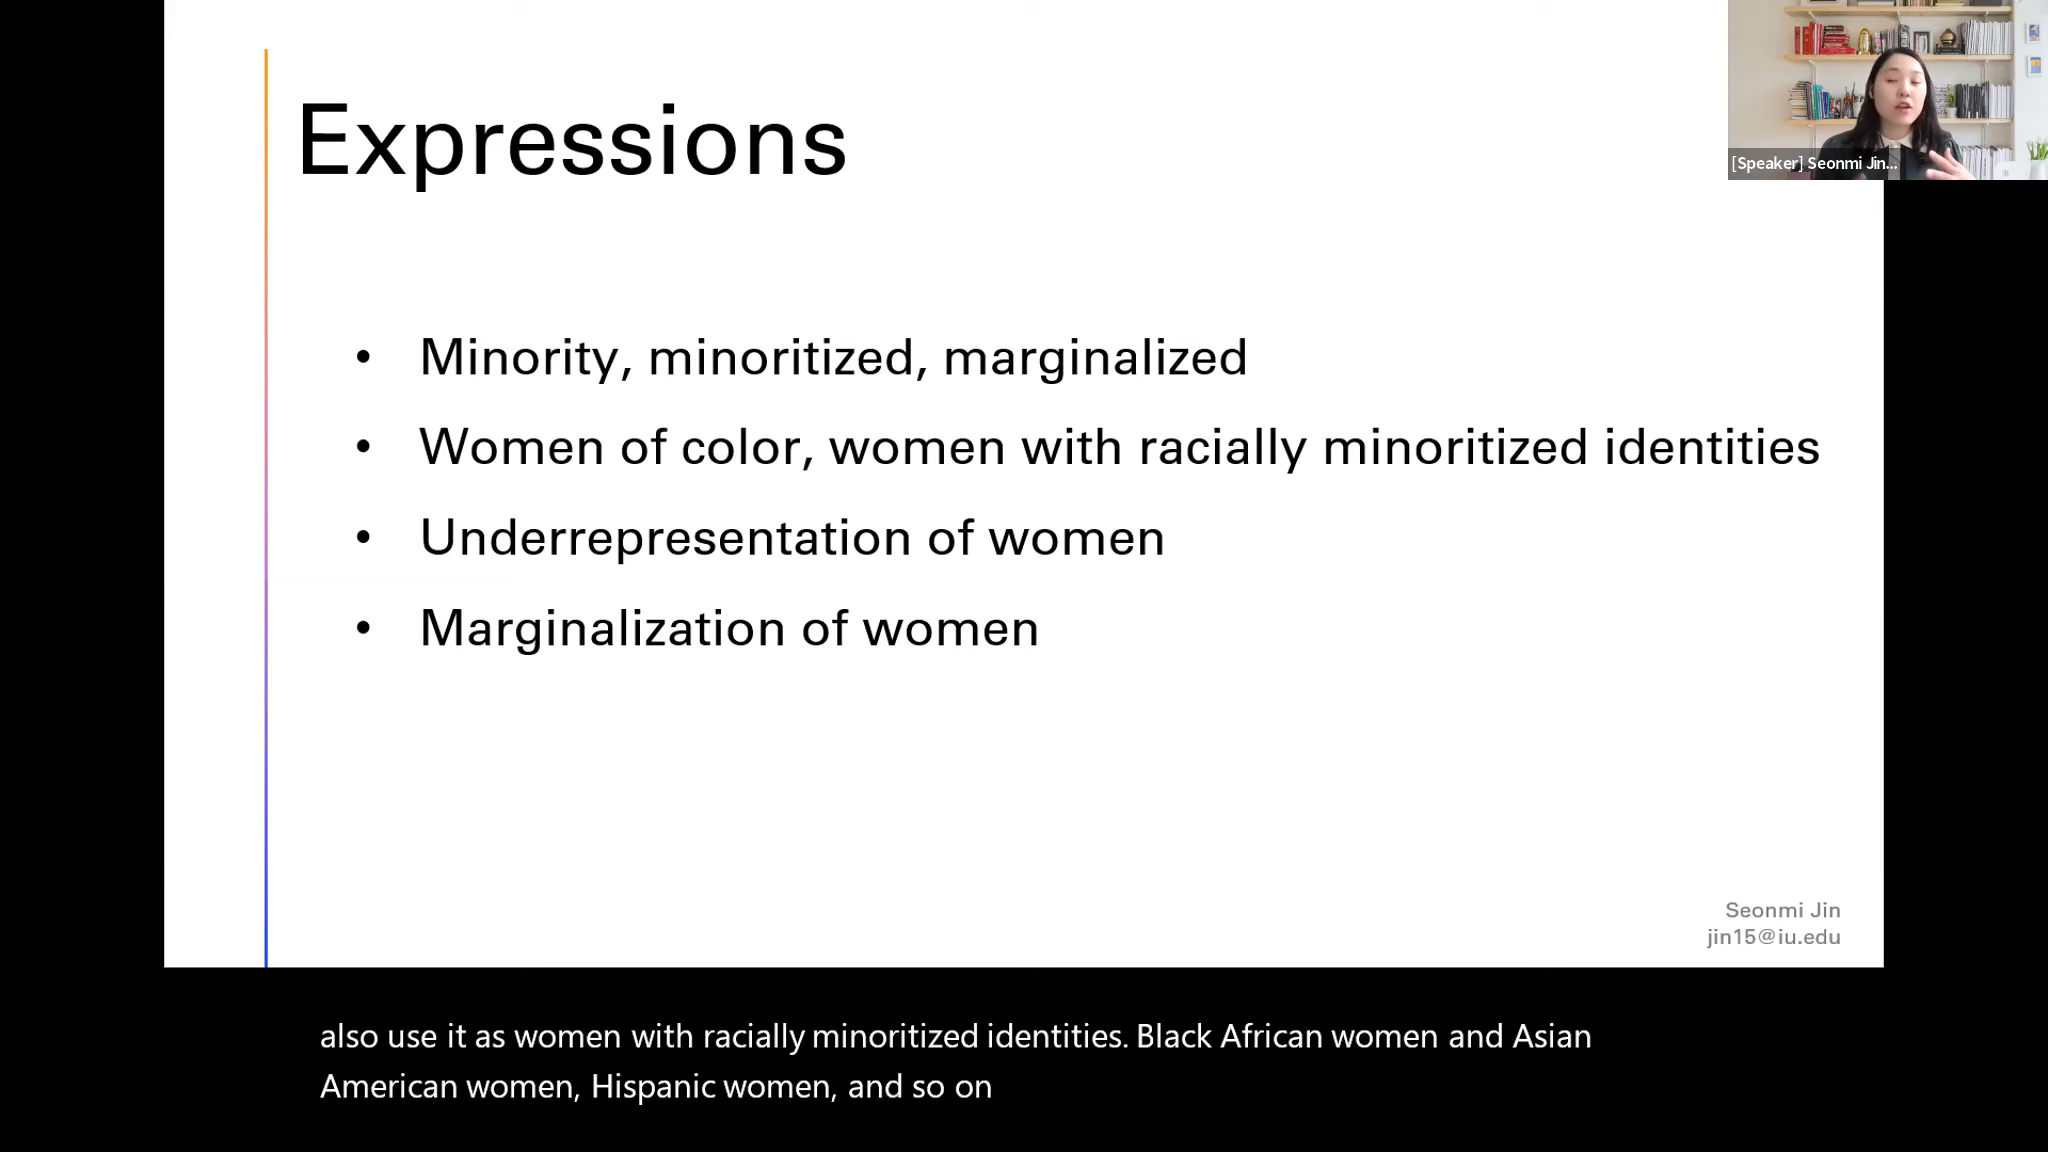 Expressions
[Speaker] Seonmi Jin...
• Minority, minoritized, marginalized
• Women of color, women with racially minoritized identities
• Underrepresentation of women
• Marginalization of women
Seonmi Jin
jin15@iu.edu
also use it as women with racially minoritized identities. Black African women and Asian
American women, Hispanic women, and so on